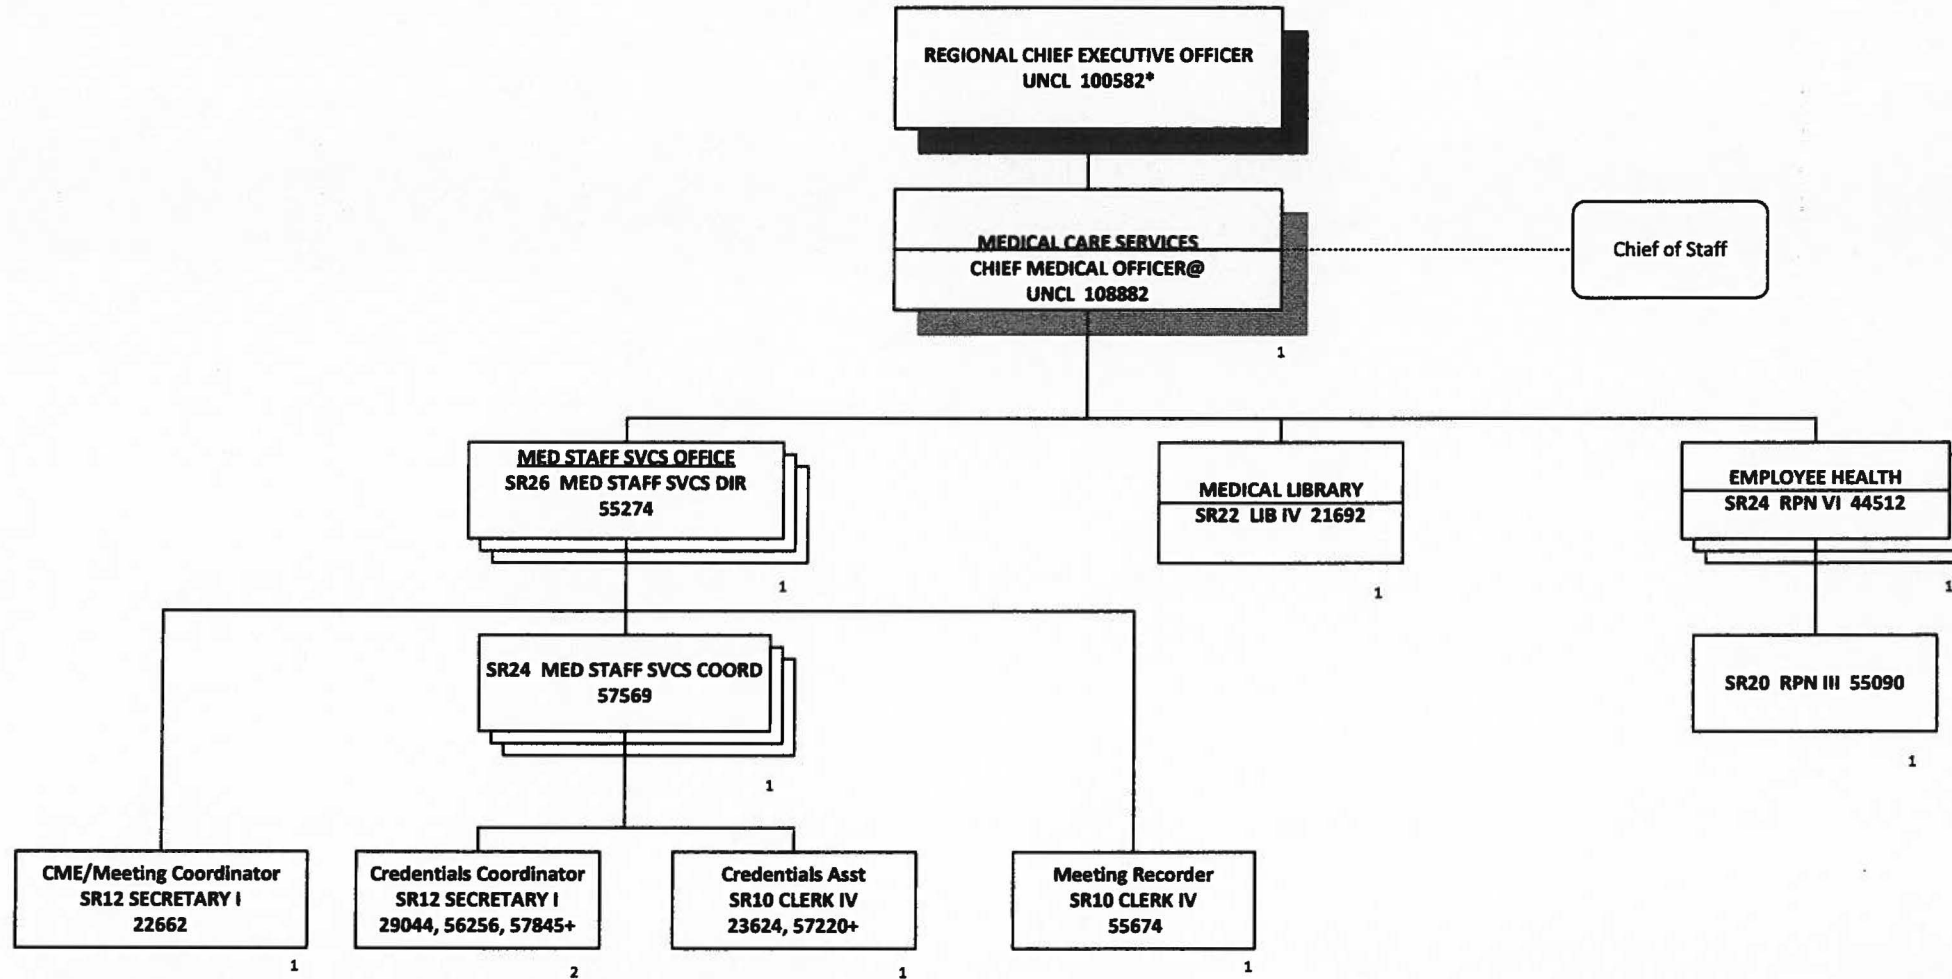 REGIONAL CHIEF EXECUTIVE OFFICER
UNCL 100582*
MEDICAL CARE SERVICES
CHIEF MEDICAL OFFICER@
UNCL 108882
1
Chief of Staff
MED STAFF SVCS OFFICE
SR26 MED STAFF SVCS DIR
55274
1
MEDICAL LIBRARY
SR22 LIB IV 21692
1
EMPLOYEE HEALTH
SR24 RPN VI 44512
1
SR24 MED STAFF SVCS COORD
57569
1
SR20 RPN III 55090
1
CME/Meeting Coordinator
SR12 SECRETARY I
22662
1
Credentials Coordinator
SR12 SECRETARY I
29044, 56256, 57845+
2
Credentials Asst
SR10 CLERK IV
23624, 57220+
1
Meeting Recorder
SR10 CLERK IV
55674
1